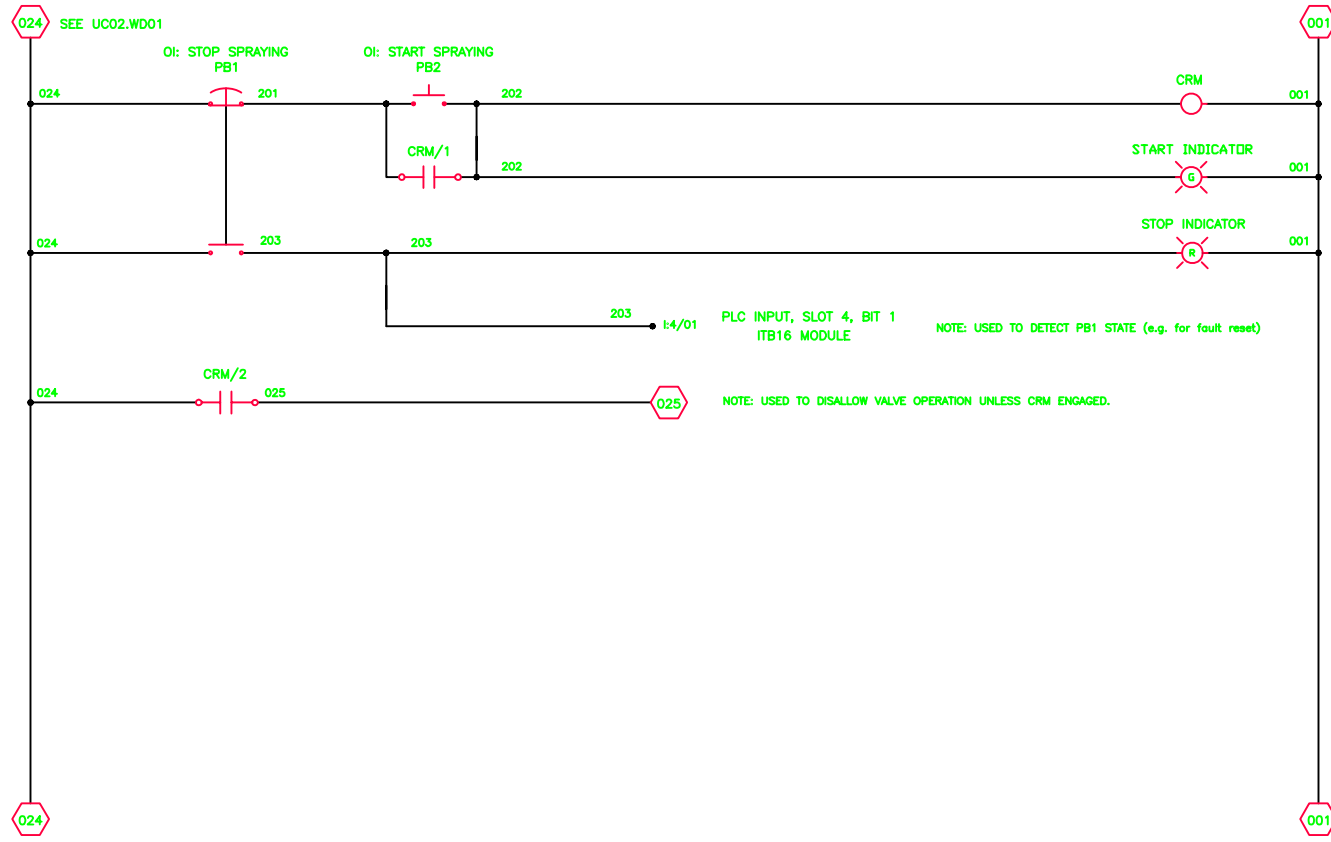 024 SEE UC02.WD01 001
OI: STOP SPRAYING
PB1
OI: START SPRAYING
PB2
CRM
024 201 202 001
CRM/1
202
START INDICATOR
G
001
STOP INDICATOR
024 203 203
R
001
203 I:4/01
PLC INPUT, SLOT 4, BIT 1
ITB16 MODULE
NOTE: USED TO DETECT PB1 STATE (e.g. for fault reset)
CRM/2
024 025
025
NOTE: USED TO DISALLOW VALVE OPERATION UNLESS CRM ENGAGED.
024 001